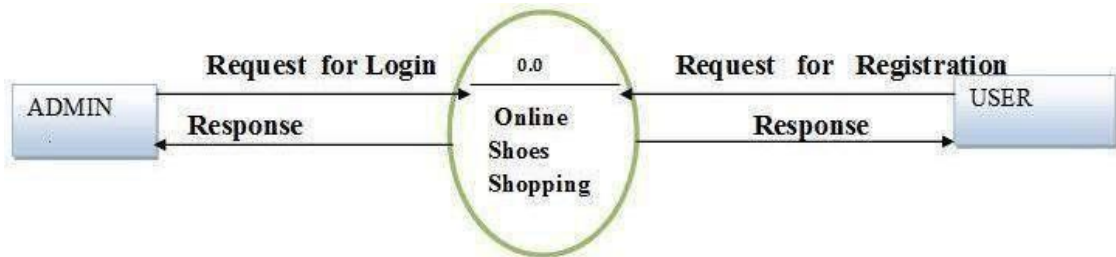 Request for Login
0.0
Request for Registration
ADMIN
USER
Response
Online
Shoes
Shopping
Response